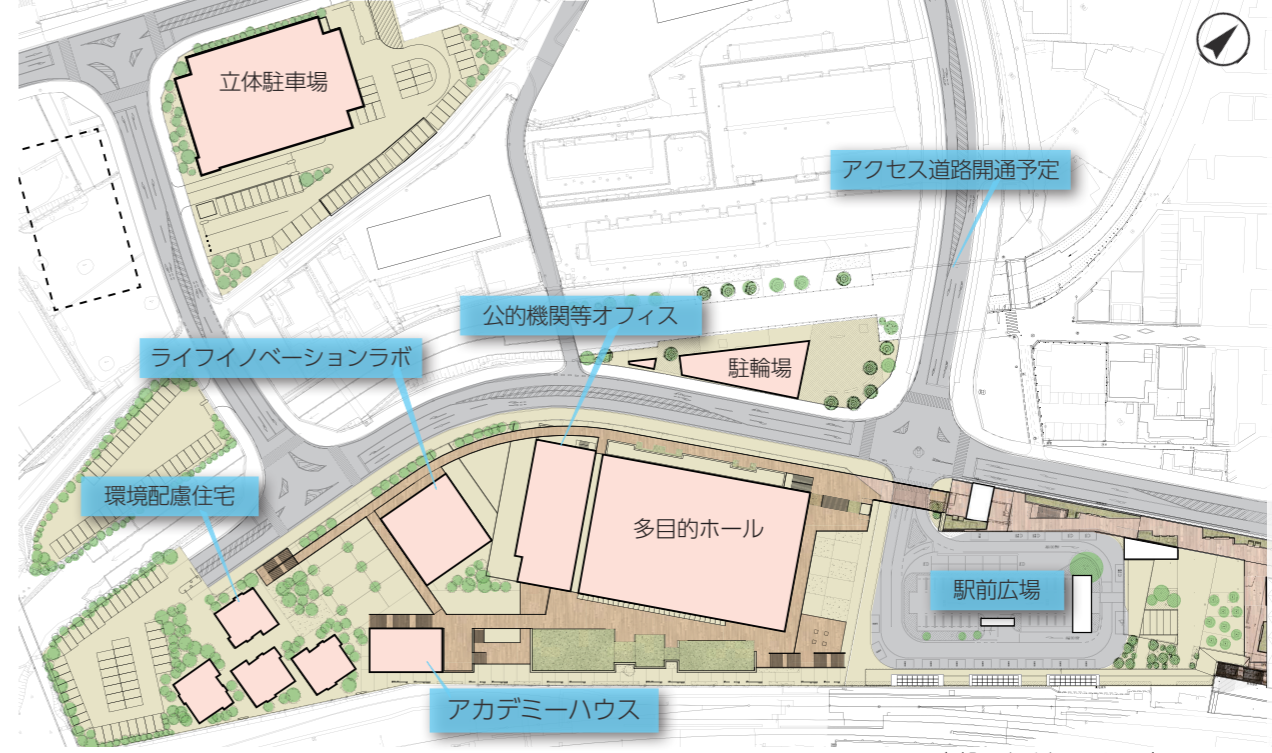 立体駐車場
アクセス道路開通予定
公的機関等オフィス
ライフイノベーションラボ
駐輪場
環境配慮住宅
多目的ホール
駅前広場
アカデミーハウス